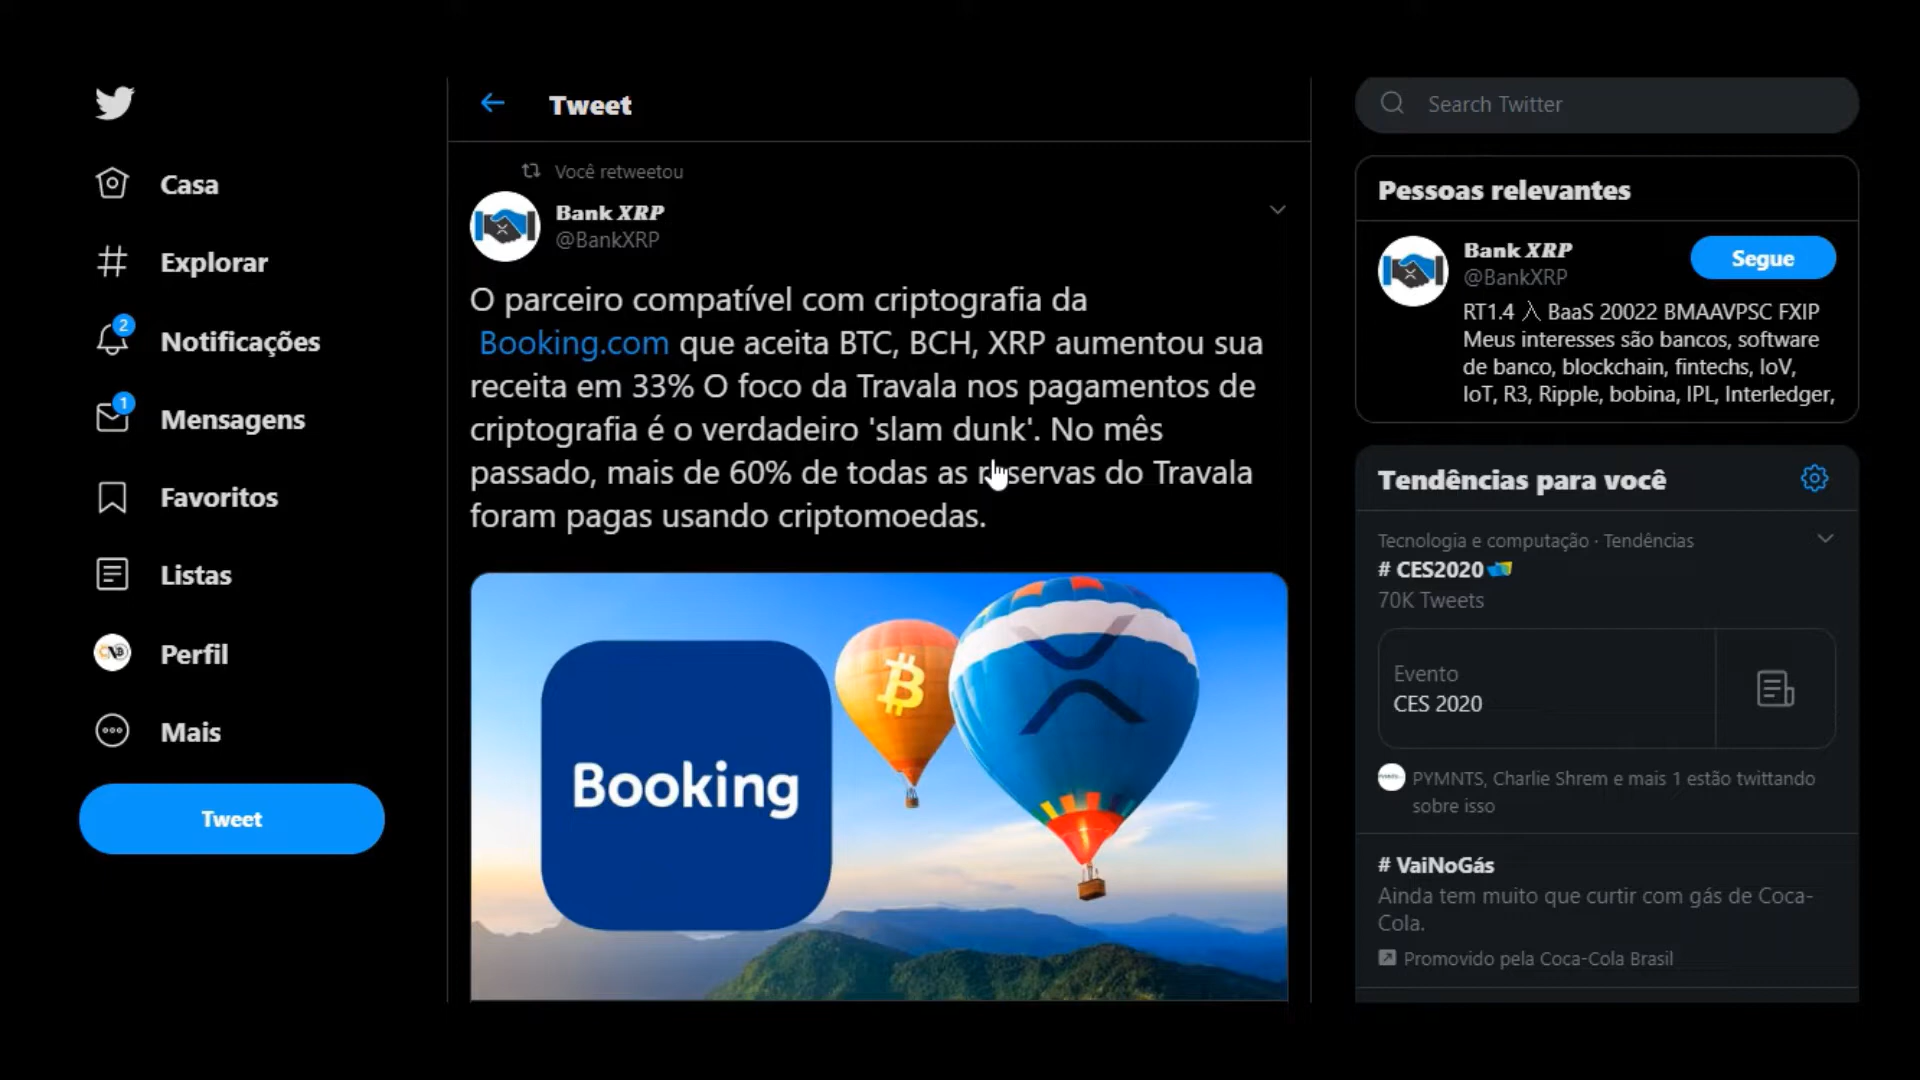 Casa
Explorar
2
Notificações
1
Mensagens
Favoritos
Listas
Perfil
Mais
Tweet
Tweet
Você retweetou
Bank XRP
@BankXRP
O parceiro compatível com criptografia da
Booking.com que aceita BTC, BCH, XRP aumentou sua
receita em 33% O foco da Travala nos pagamentos de
criptografia é o verdadeiro 'slam dunk'. No mês
passado, mais de 60% de todas as reservas do Travala
foram pagas usando criptomoedas.
Booking
Search Twitter
Pessoas relevantes
Bank XRP
@BankXRP
Segue
RT1.4 入 BaaS 20022 BMAAVPSC FXIP
Meus interesses são bancos, software
de banco, blockchain, fintechs, IoV,
IoT, R3, Ripple, bobina, IPL, Interledger,
Tendências para você
Tecnologia e computação · Tendências
# CES2020
70K Tweets
Evento
CES 2020
PYMNTS, Charlie Shrem e mais 1 estão twittando
sobre isso
# VaiNoGás
Ainda tem muito que curtir com gás de Coca-
Cola.
Promovido pela Coca-Cola Brasil